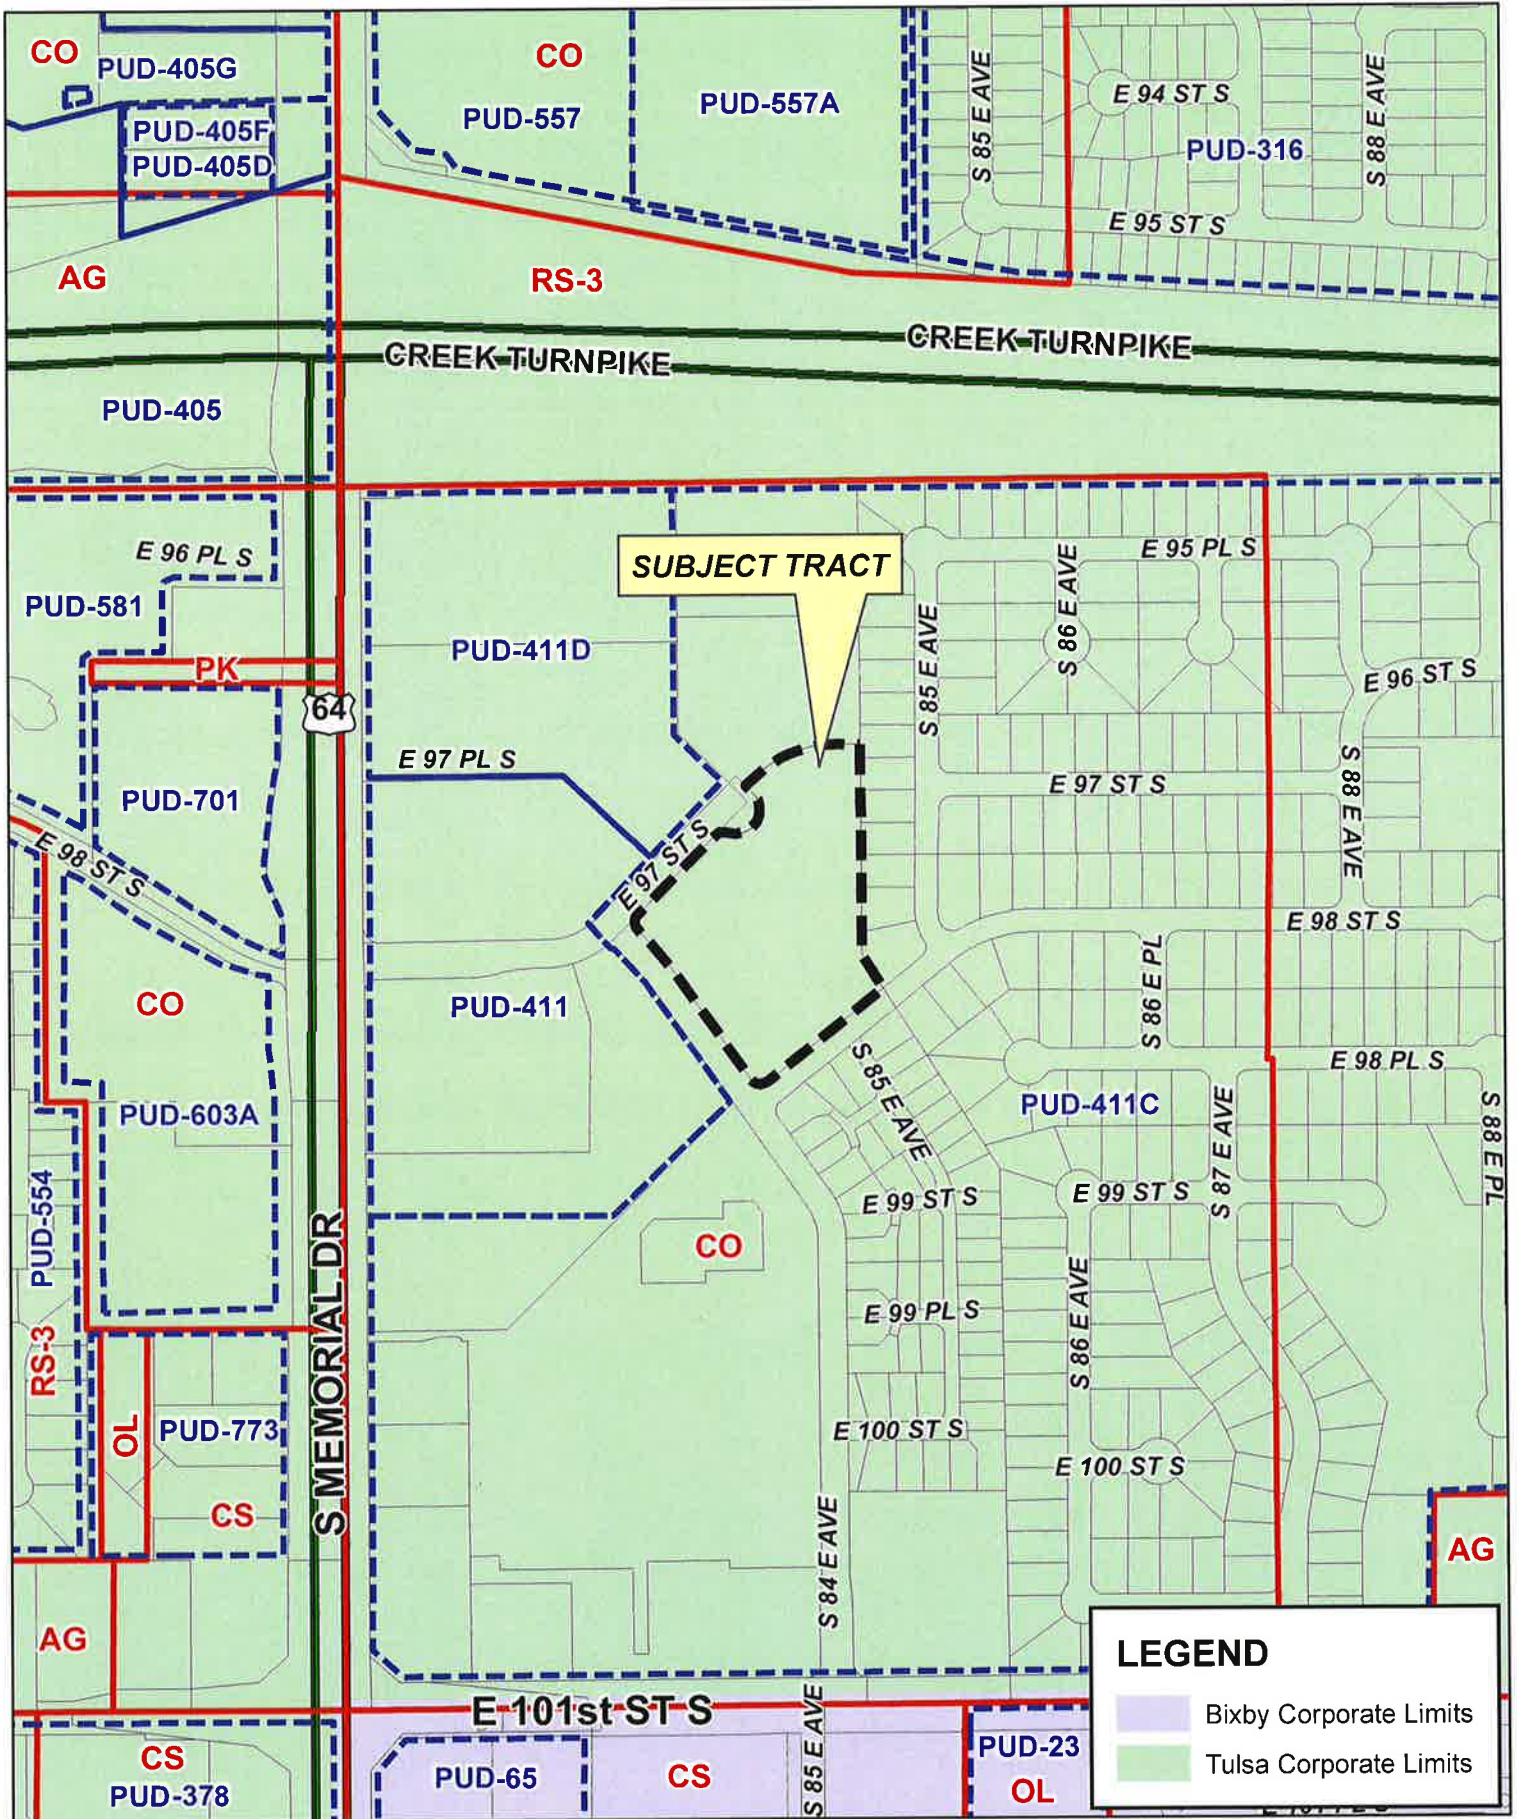 CO
PUD-405G
CO
PUD-557
PUD-557A
S 85 E AVE
E 94 ST S
S 88 E AVE
PUD-316
PUD-405F
PUD-405D
E 95 ST S
AG
RS-3
CREEK TURNPIKE
CREEK TURNPIKE
PUD-405
E 96 PL S
SUBJECT TRACT
E 95 PL S
S 86 E AVE
PUD-581
PUD-411D
S 85 E AVE
PK
E 96 ST S
64
E 97 PL S
E 97 ST S
S 88 E AVE
PUD-701
E 97 ST S
E 98 ST S
E 98 ST S
S 86 E PL
CO
PUD-411
E 98 PL S
S 85 E AVE
PUD-411C
PUD-603A
S 87 E AVE
S 88 E PL
PUD-554
E 99 ST S
E 99 ST S
CO
S MEMORIAL DR
E 99 PL S
S 86 E AVE
RS-3
OL
PUD-773
E 100 ST S
E 100 ST S
CS
S 84 E AVE
AG
AG
LEGEND
Bixby Corporate Limits
Tulsa Corporate Limits
E 101st ST S
S 85 E AVE
CS
PUD-378
PUD-65
CS
PUD-23
OL